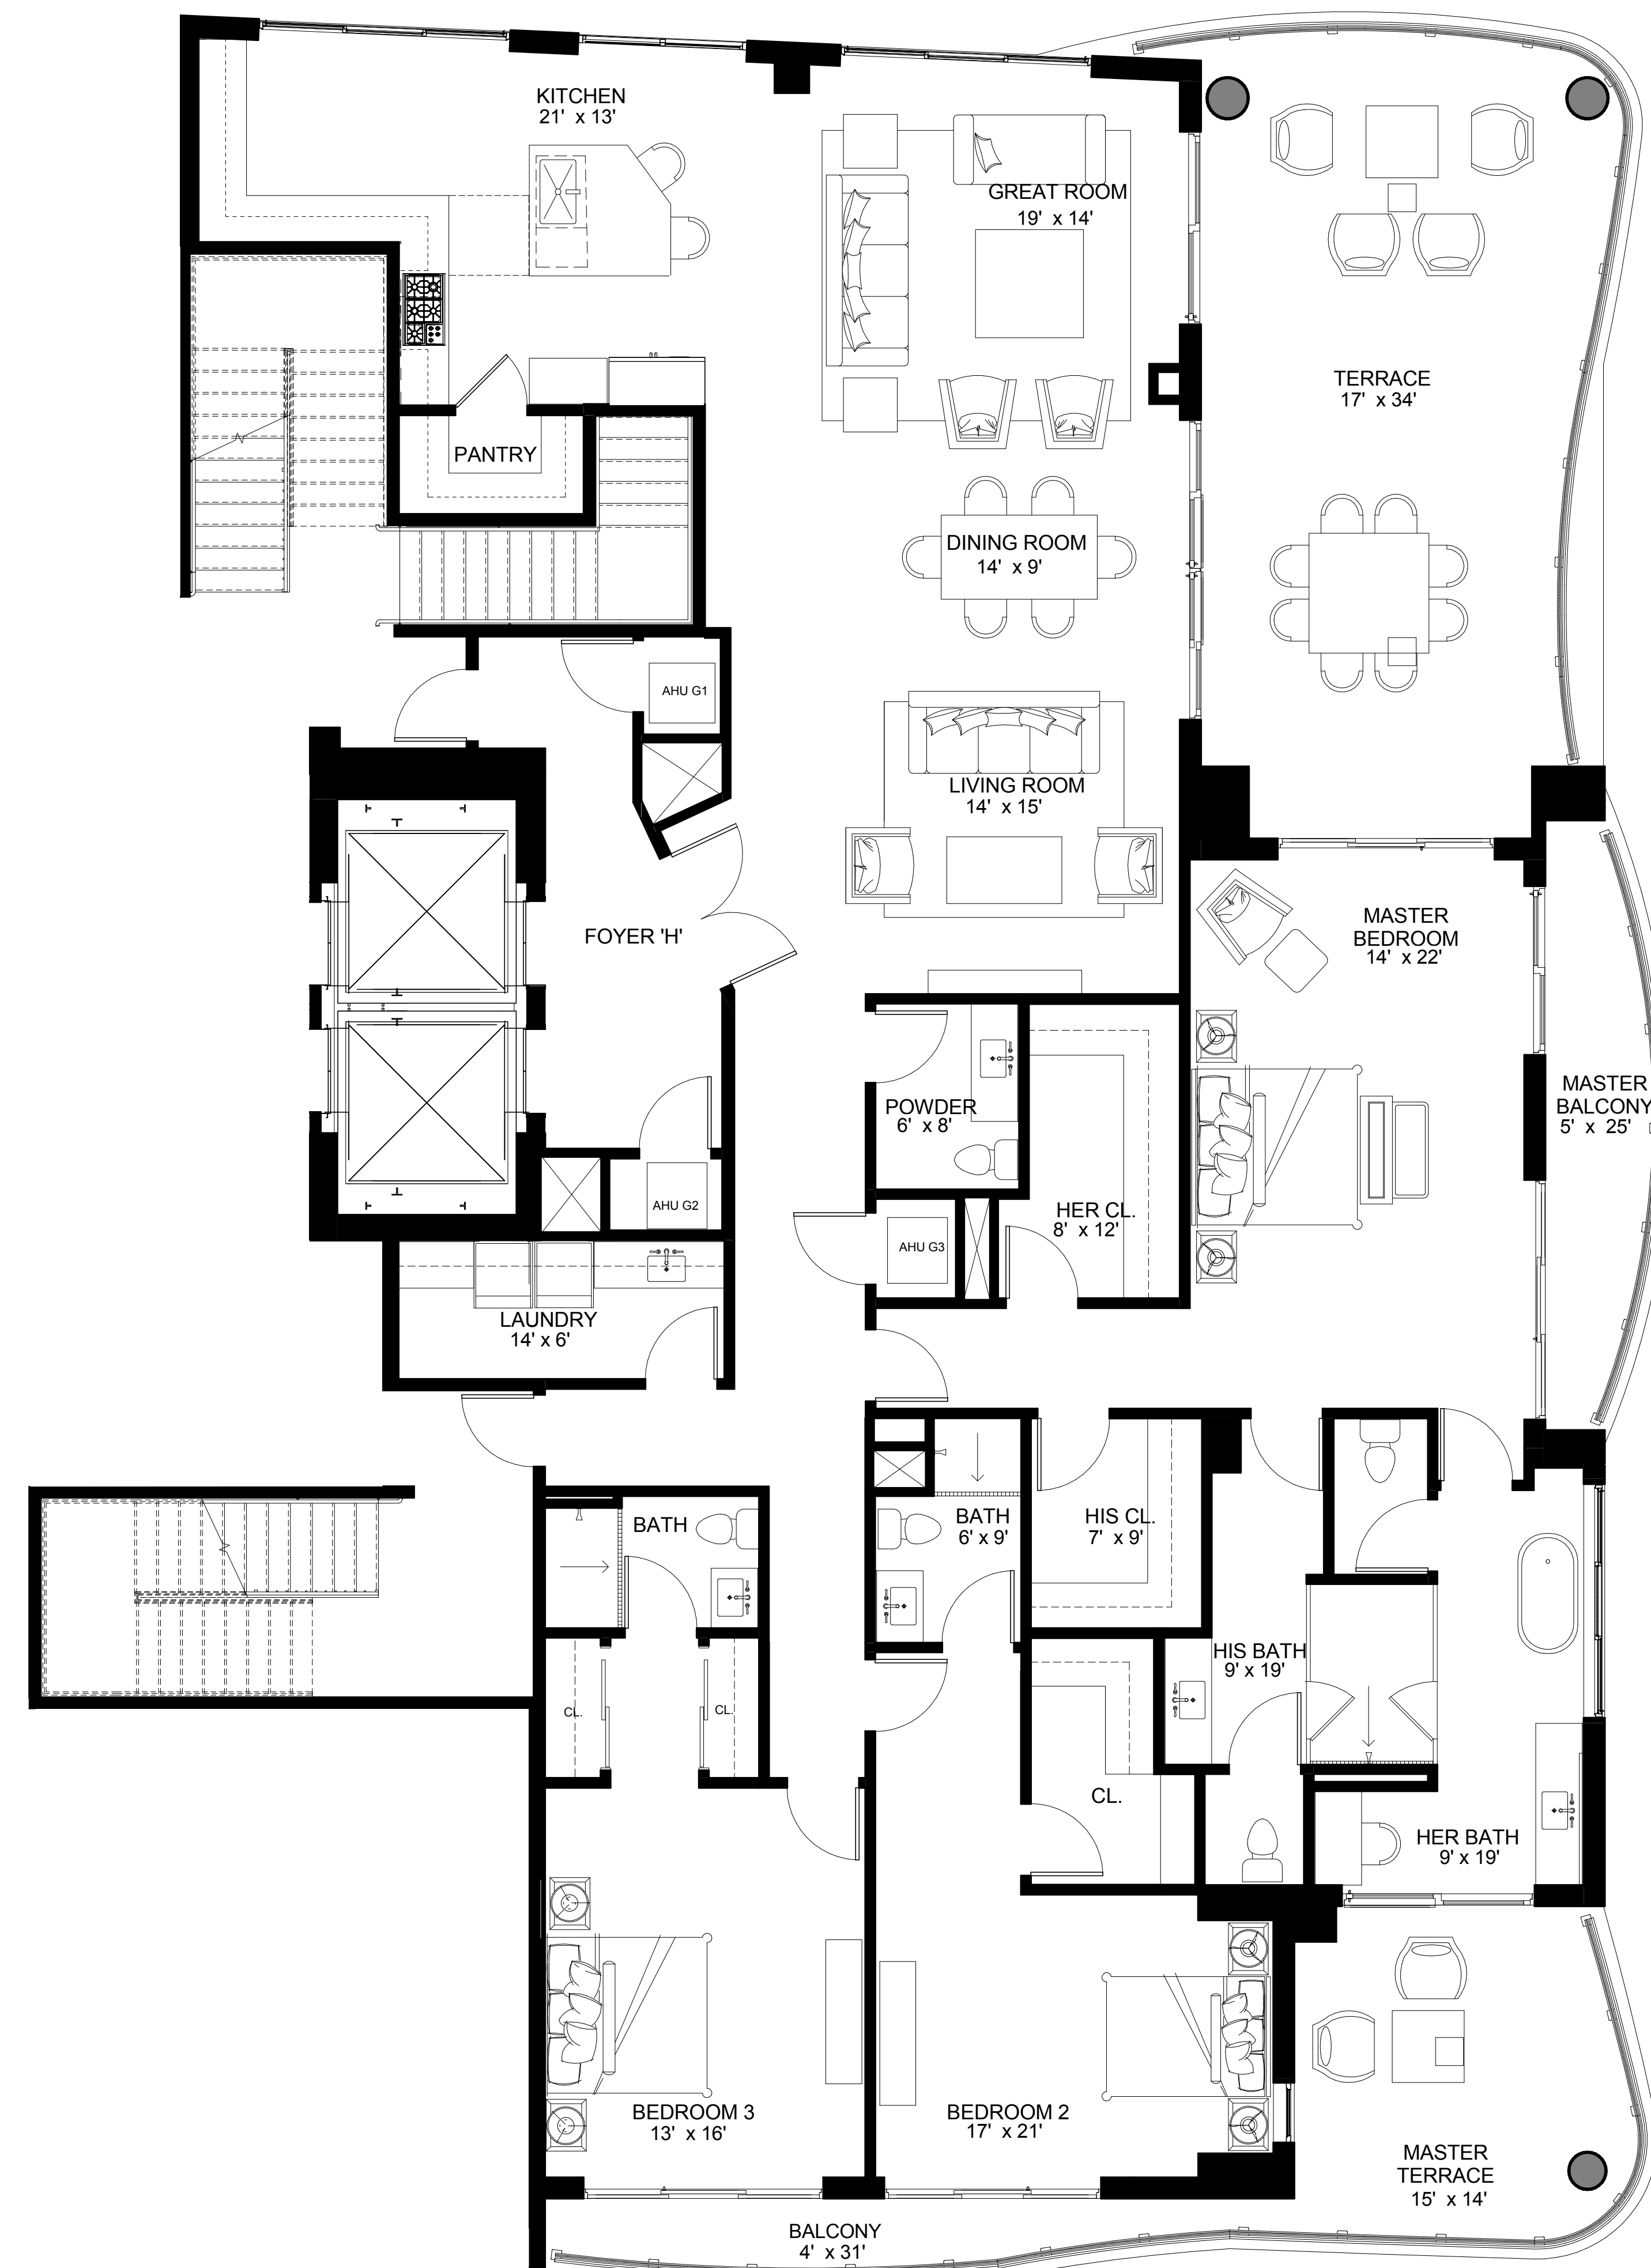 KITCHEN
21' x 13'
GREAT ROOM
19' x 14'
TERRACE
17' x 34'
PANTRY
DINING ROOM
14' x 9'
AHU G1
LIVING ROOM
14' x 15'
FOYER 'H'
MASTER
BEDROOM
14' x 22'
MASTER
BALCONY
5' x 25'
POWDER
6' x 8'
AHU G2
HER CL.
8' x 12'
AHU G3
LAUNDRY
14' x 6'
BATH
BATH
6' x 9'
HIS CL.
7' x 9'
HIS BATH
9' x 19'
CL.
CL.
CL.
HER BATH
9' x 19'
BEDROOM 3
13' x 16'
BEDROOM 2
17' x 21'
MASTER
TERRACE
15' x 14'
BALCONY
4' x 31'